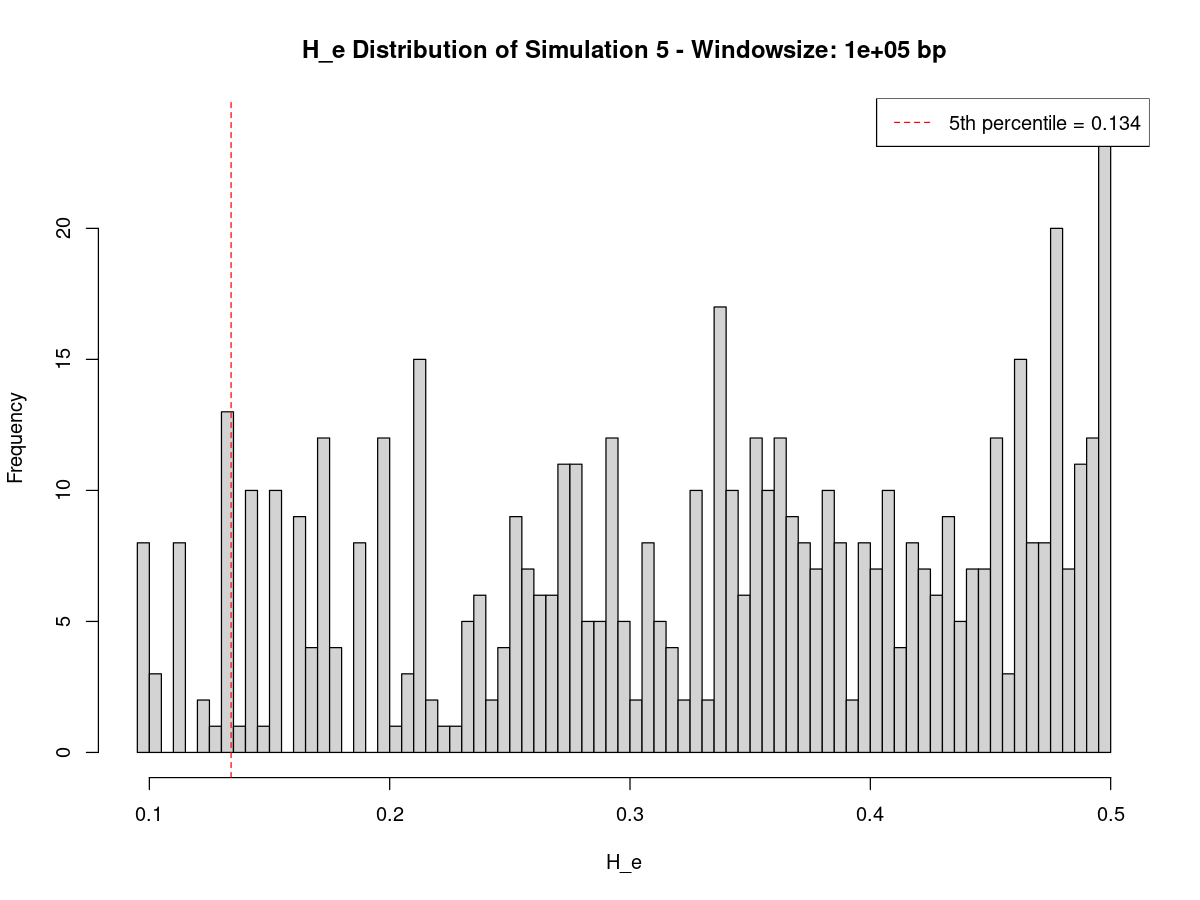 H_e Distribution of Simulation 5 - Windowsize: 1e+05 bp
5th percentile = 0.134
Frequency
20
15
10
5
0
0.1 0.2 0.3 0.4 0.5
H_e